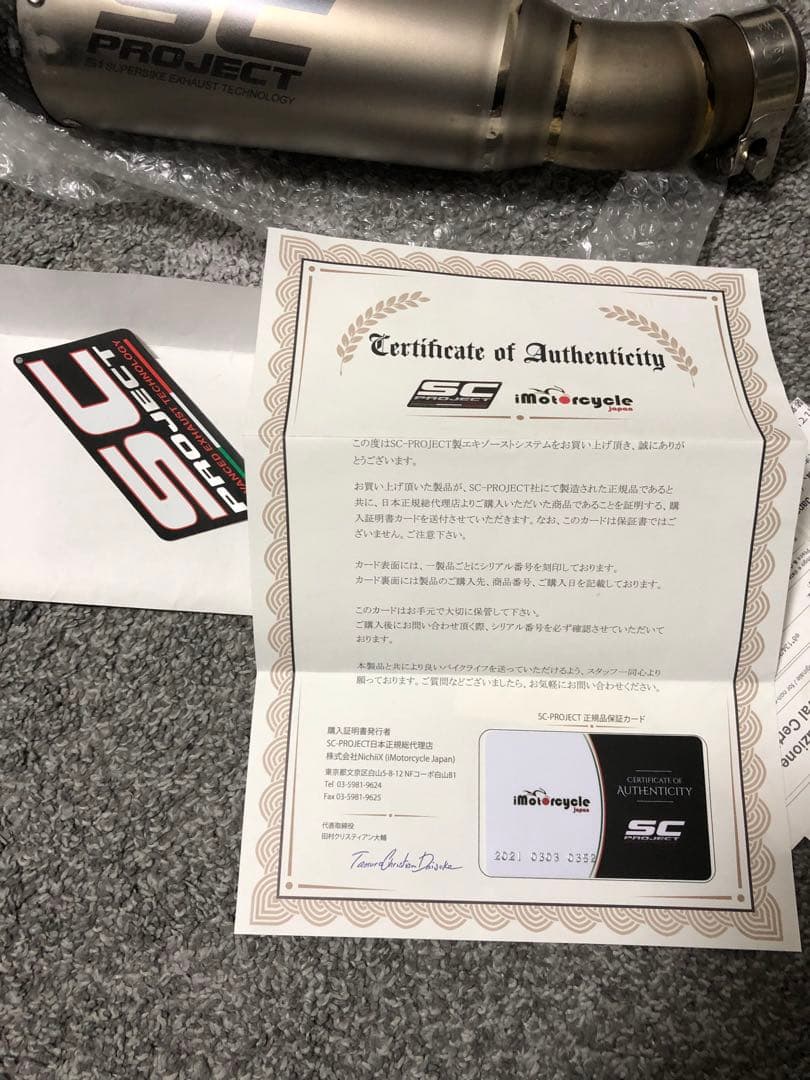 SC
PROJECT
S1 SUPERBIKE EXHAUST TECHNOLOGY
SC
PROJECT
ADVANCED EXHAUST TECHNOLOGY
Certificate of Authenticity
SC
PROJECT
iMotorcycle
Japan
この度はSC-PROJECT製エキゾーストシステムをお買い上げ頂き、誠にありが
とうございます。
お買い上げ頂いた製品が、SC-PROJECT社にて製造された正規品であると
共に、日本正規総代理店よりご購入いただいた商品であることを証明する、購
入証明書カードを送付させていただきます。なお、このカードは保証書ではご
ざいません。ご注意下さい。
カード表面には、一製品ごとにシリアル番号を刻印しております。
カード裏面には製品のご購入先、商品番号、ご購入日を記載しております。
このカードはお手元で大切に保管して下さい。
ご購入後にお問い合わせ頂く際、シリアル番号を必ず確認させていただいて
おります。
本製品と共により良いバイクライフを送っていただけるよう、スタッフ一同心より
願っております。ご質問などございましたら、お気軽にお問い合わせください。
購入証明書発行者
SC-PROJECT日本正規総代理店
株式会社NichiiX (iMotorcycle Japan)
東京都文京区白山5-8-12 NFコーポ白山B1
Tel 03-5981-9624
Fax 03-5981-9625
代表取締役
田村クリスティアン大輔
Tamura Christian Daisuke
SC-PROJECT 正規品保証カード
iMotorcycle
Japan
CERTIFICATE OF
AUTHENTICITY
SC
PROJECT
2021 0303 0352